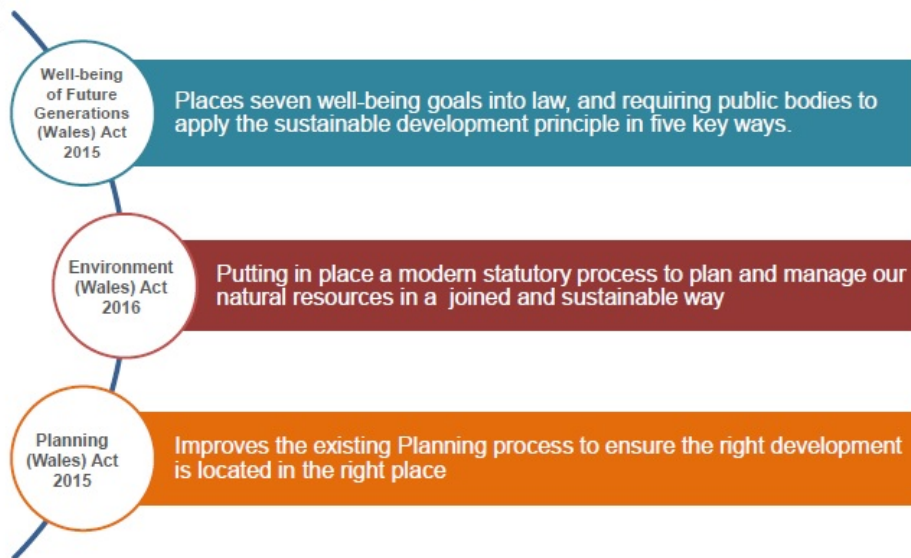 Well-being
of Future
Generations
(Wales) Act
2015
Places seven well-being goals into law, and requiring public bodies to
apply the sustainable development principle in five key ways.
Environment
(Wales) Act
2016
Putting in place a modern statutory process to plan and manage our
natural resources in a joined and sustainable way
Planning
(Wales) Act
2015
Improves the existing Planning process to ensure the right development
is located in the right place